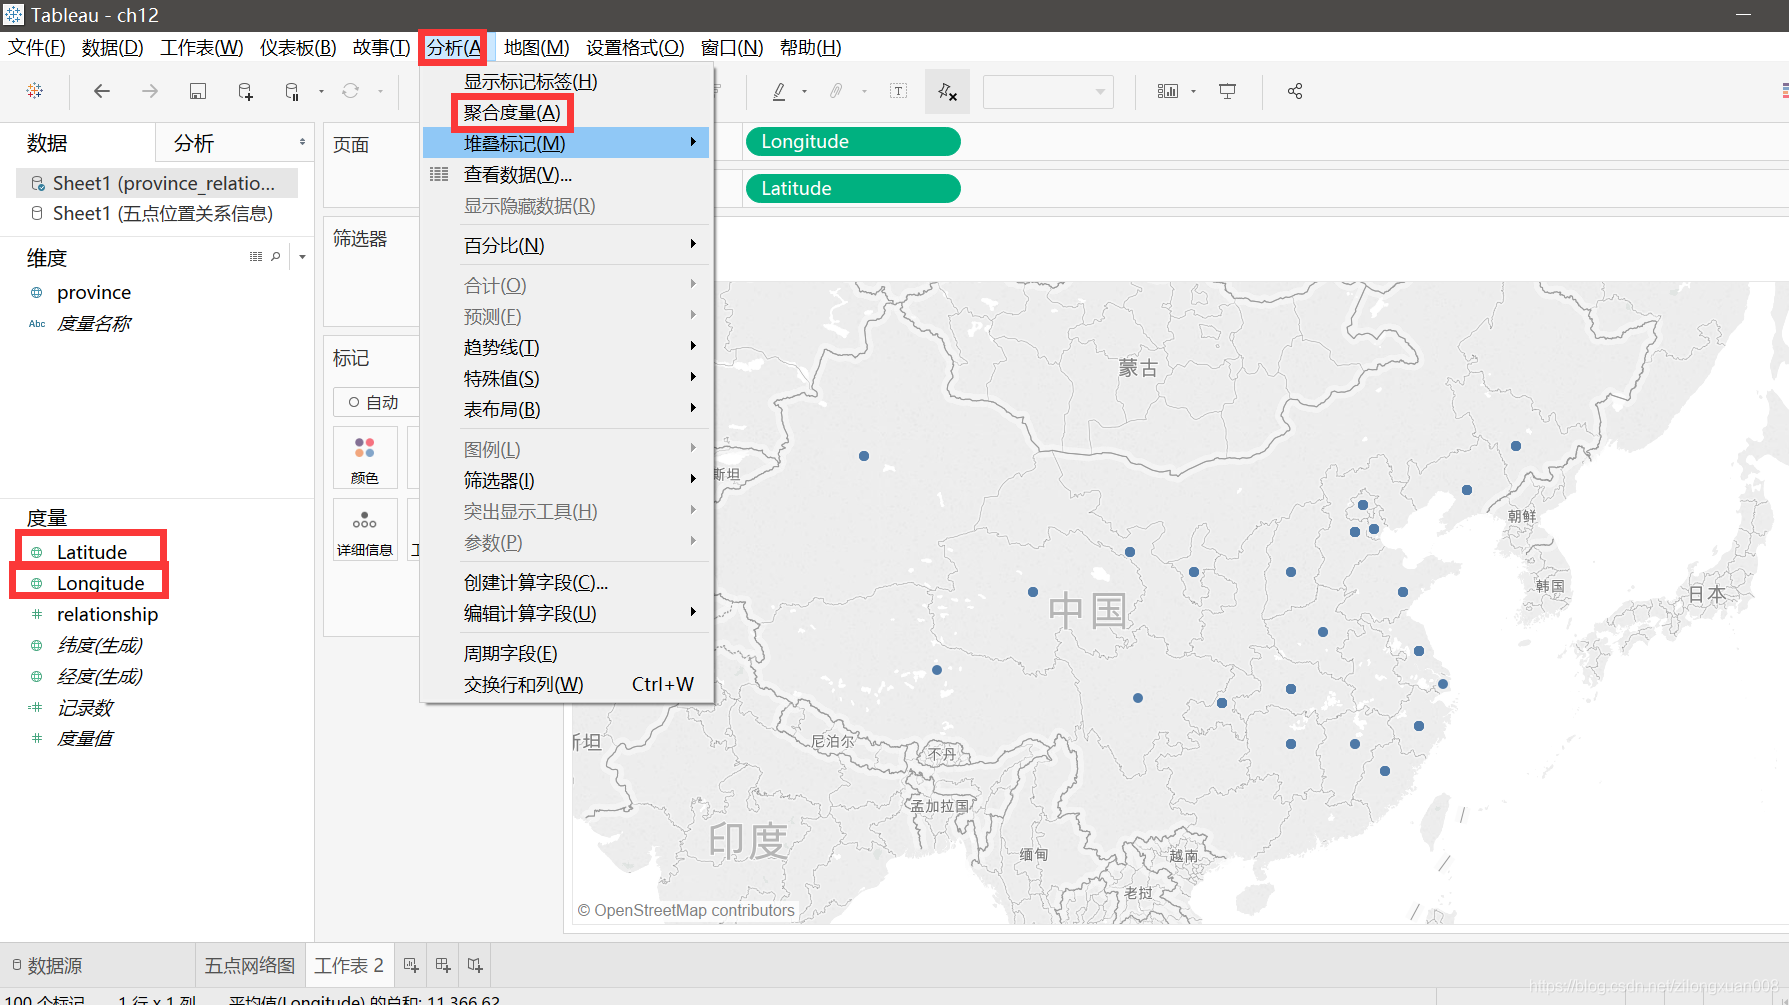 Tableau - ch12
文件(F) 数据(D) 工作表(W) 仪表板(B) 故事(T) 分析(A 地图(M) 设置格式(O) 窗口(N) 帮助(H)
显示标记标签(H)
聚合度量(A)
堆叠标记(M)
查看数据(V)...
显示隐藏数据(R)
百分比(N)
合计(O)
预测(F)
趋势线(T)
特殊值(S)
表布局(B)
图例(L)
筛选器(I)
突出显示工具(H)
参数(P)
创建计算字段(C)...
编辑计算字段(U)
周期字段(E)
交换行和列(W) Ctrl+W
数据 分析
Sheet1 (province_relatio...
Sheet1 (五点位置关系信息)
维度
province
Abc 度量名称
度量
Latitude
Longitude
relationship
纬度(生成)
经度(生成)
记录数
度量值
页面
筛选器
标记
自动
颜色
详细信息
Longitude
Latitude
蒙古
斯坦
朝鲜
韩国
日本
中国
斯坦
尼泊尔
不丹
孟加拉国
印度
缅甸
越南
老挝
© OpenStreetMap contributors
数据源 五点网络图 工作表 2
100 个标记 1 行 x 1 列 平均值(Longitude) 的总和: 11,366.62
https://blog.csdn.net/zilongxuan008